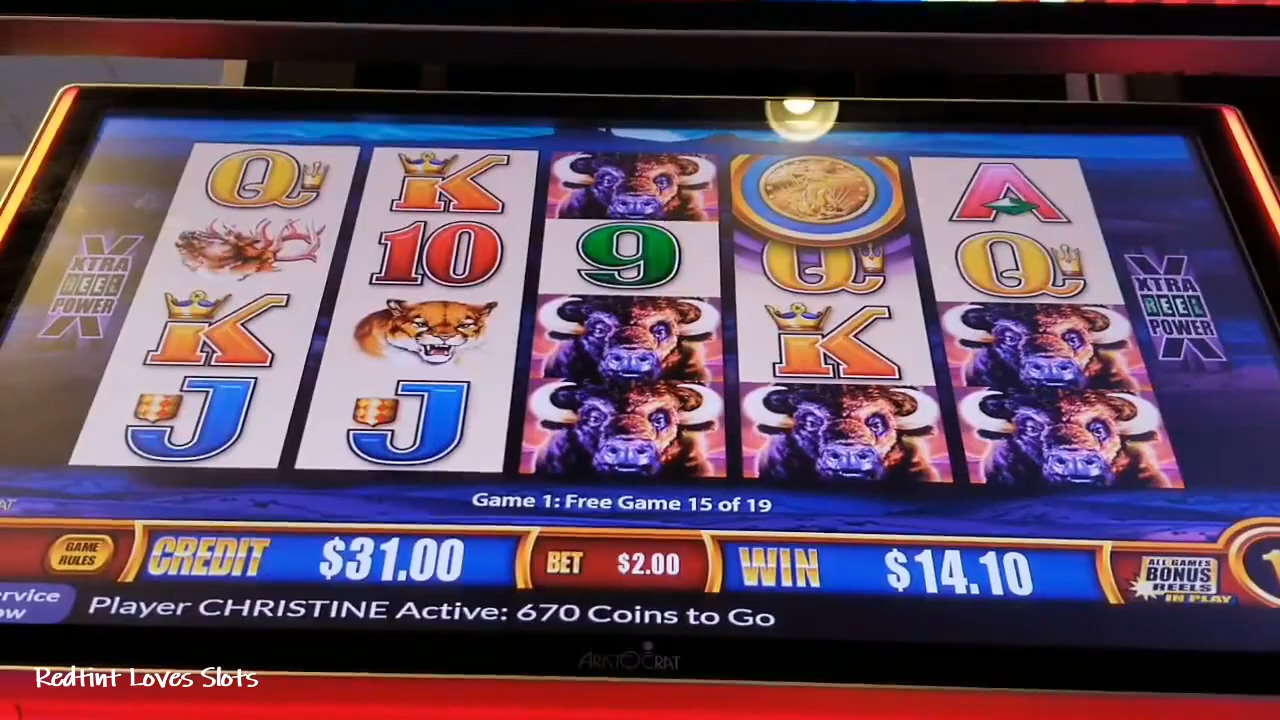 Q K A
10 9 Q Q
K K
J J
XTRA REEL POWER
XTRA REEL POWER
Game 1: Free Game 15 of 19
GAME RULES
CREDIT $31.00 BET $2.00 WIN $14.10
ALL GAMES BONUS REELS IN PLAY
Player CHRISTINE Active: 670 Coins to Go
ARISTOCRAT
Redtint Loves Slots